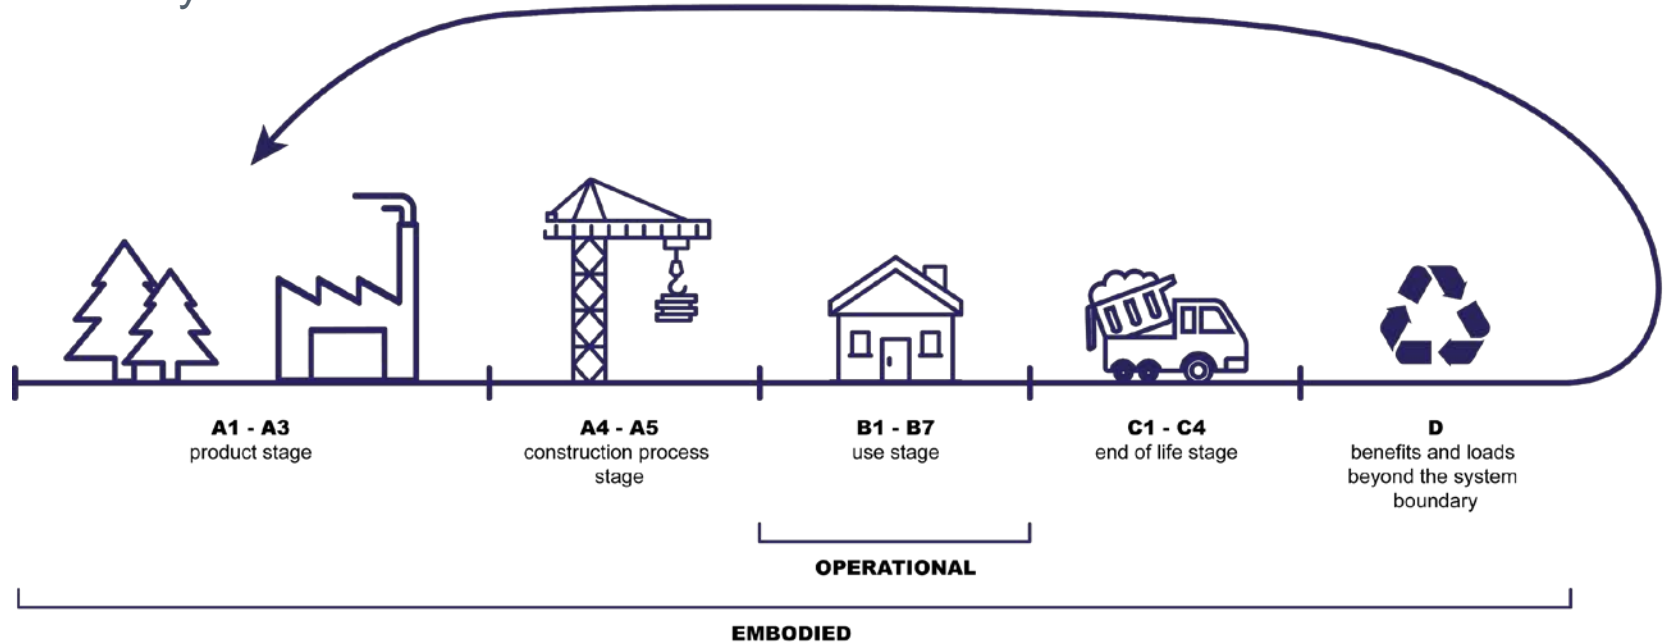 A1 - A3
product stage
A4 - A5
construction process
stage
B1 - B7
use stage
C1 - C4
end of life stage
D
benefits and loads
beyond the system
boundary
OPERATIONAL
EMBODIED